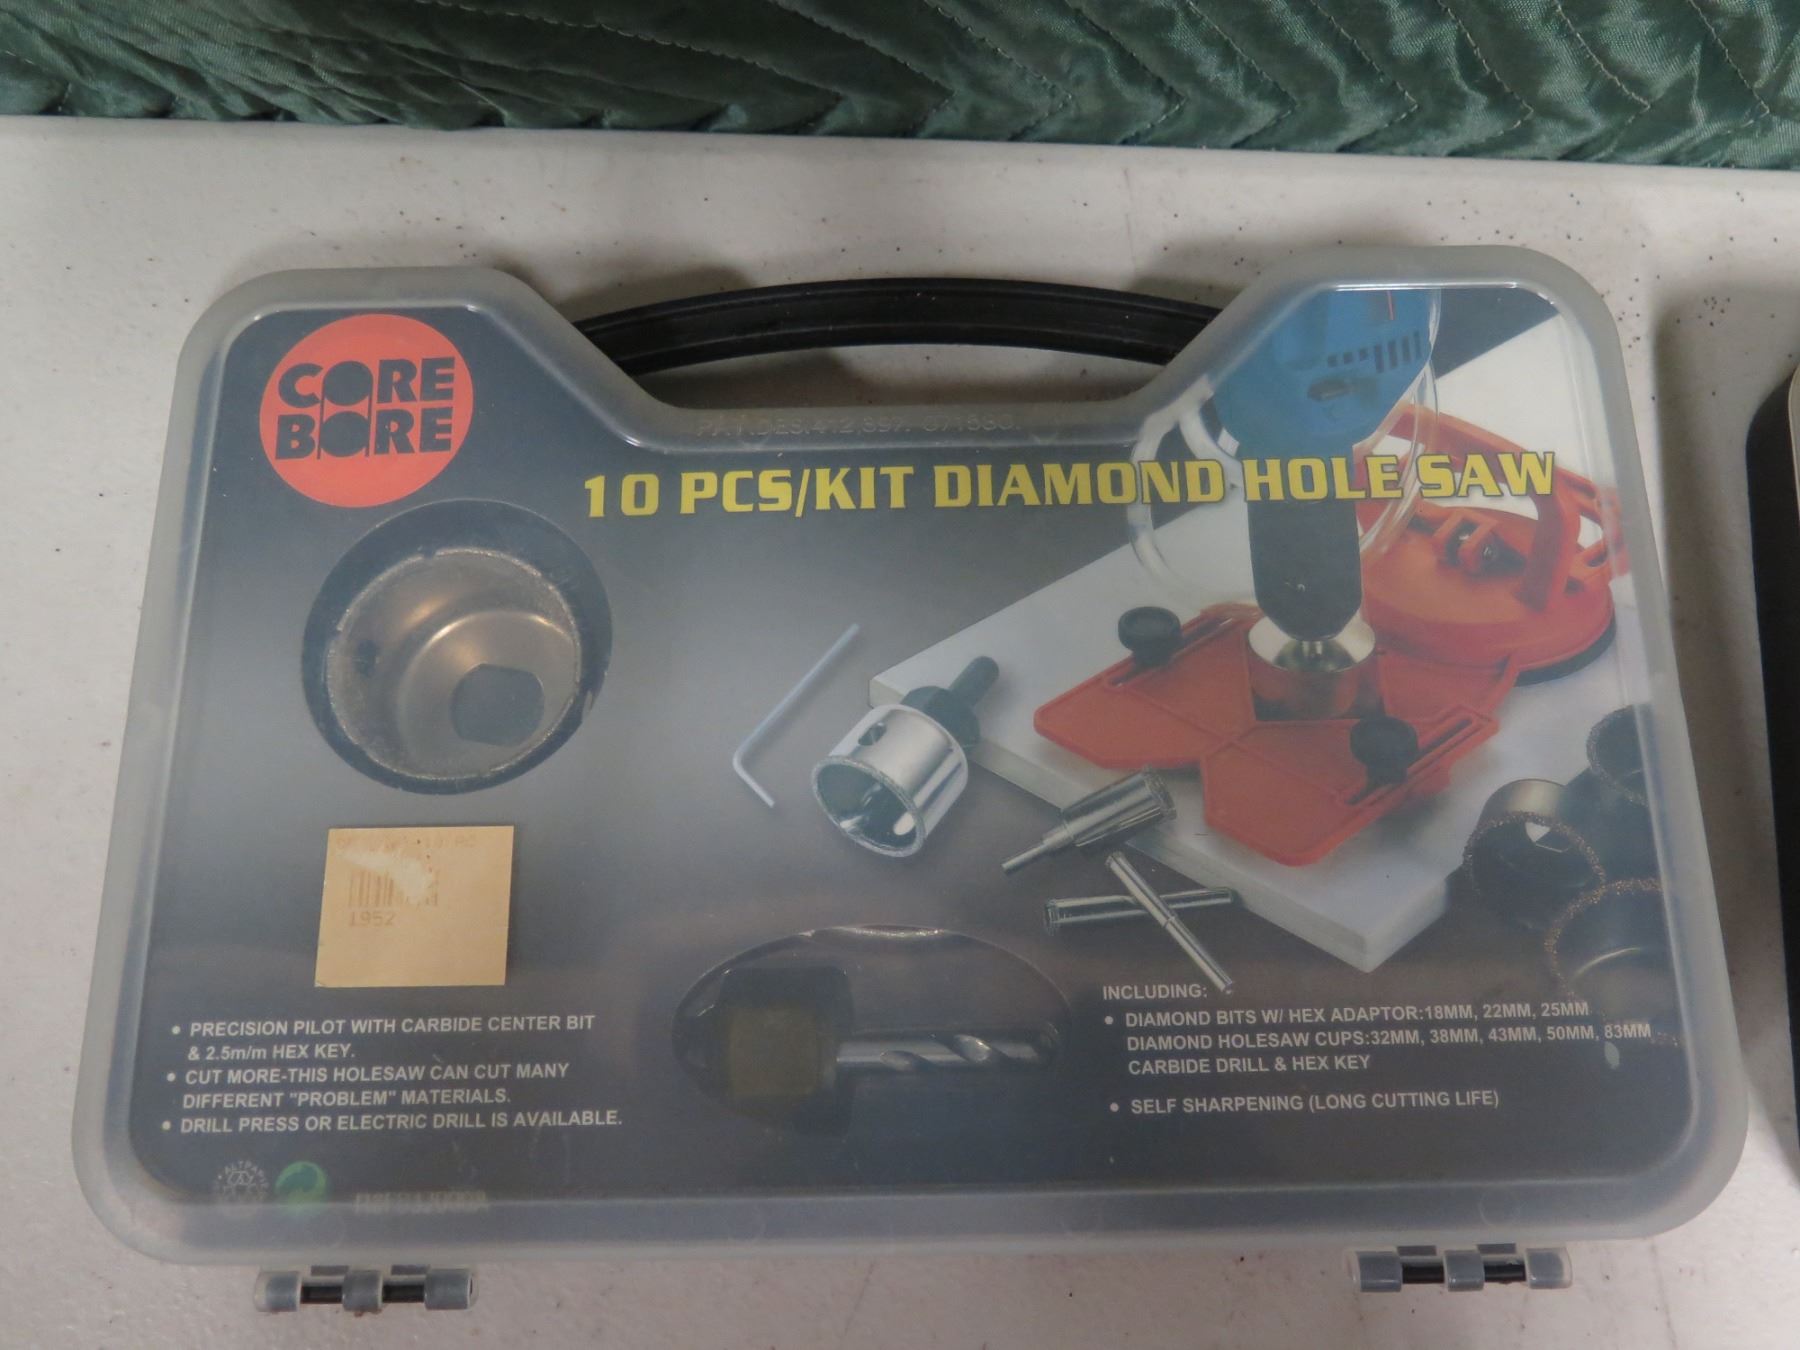 CORE
BORE
10 PCS/KIT DIAMOND HOLE SAW
1952
• PRECISION PILOT WITH CARBIDE CENTER BIT
& 2.5m/m HEX KEY.
• CUT MORE-THIS HOLESAW CAN CUT MANY
DIFFERENT "PROBLEM" MATERIALS.
• DRILL PRESS OR ELECTRIC DRILL IS AVAILABLE.
INCLUDING:
• DIAMOND BITS W/ HEX ADAPTOR:18MM, 22MM, 25MM
DIAMOND HOLESAW CUPS:32MM, 38MM, 43MM, 50MM, 83MM
CARBIDE DRILL & HEX KEY
• SELF SHARPENING (LONG CUTTING LIFE)